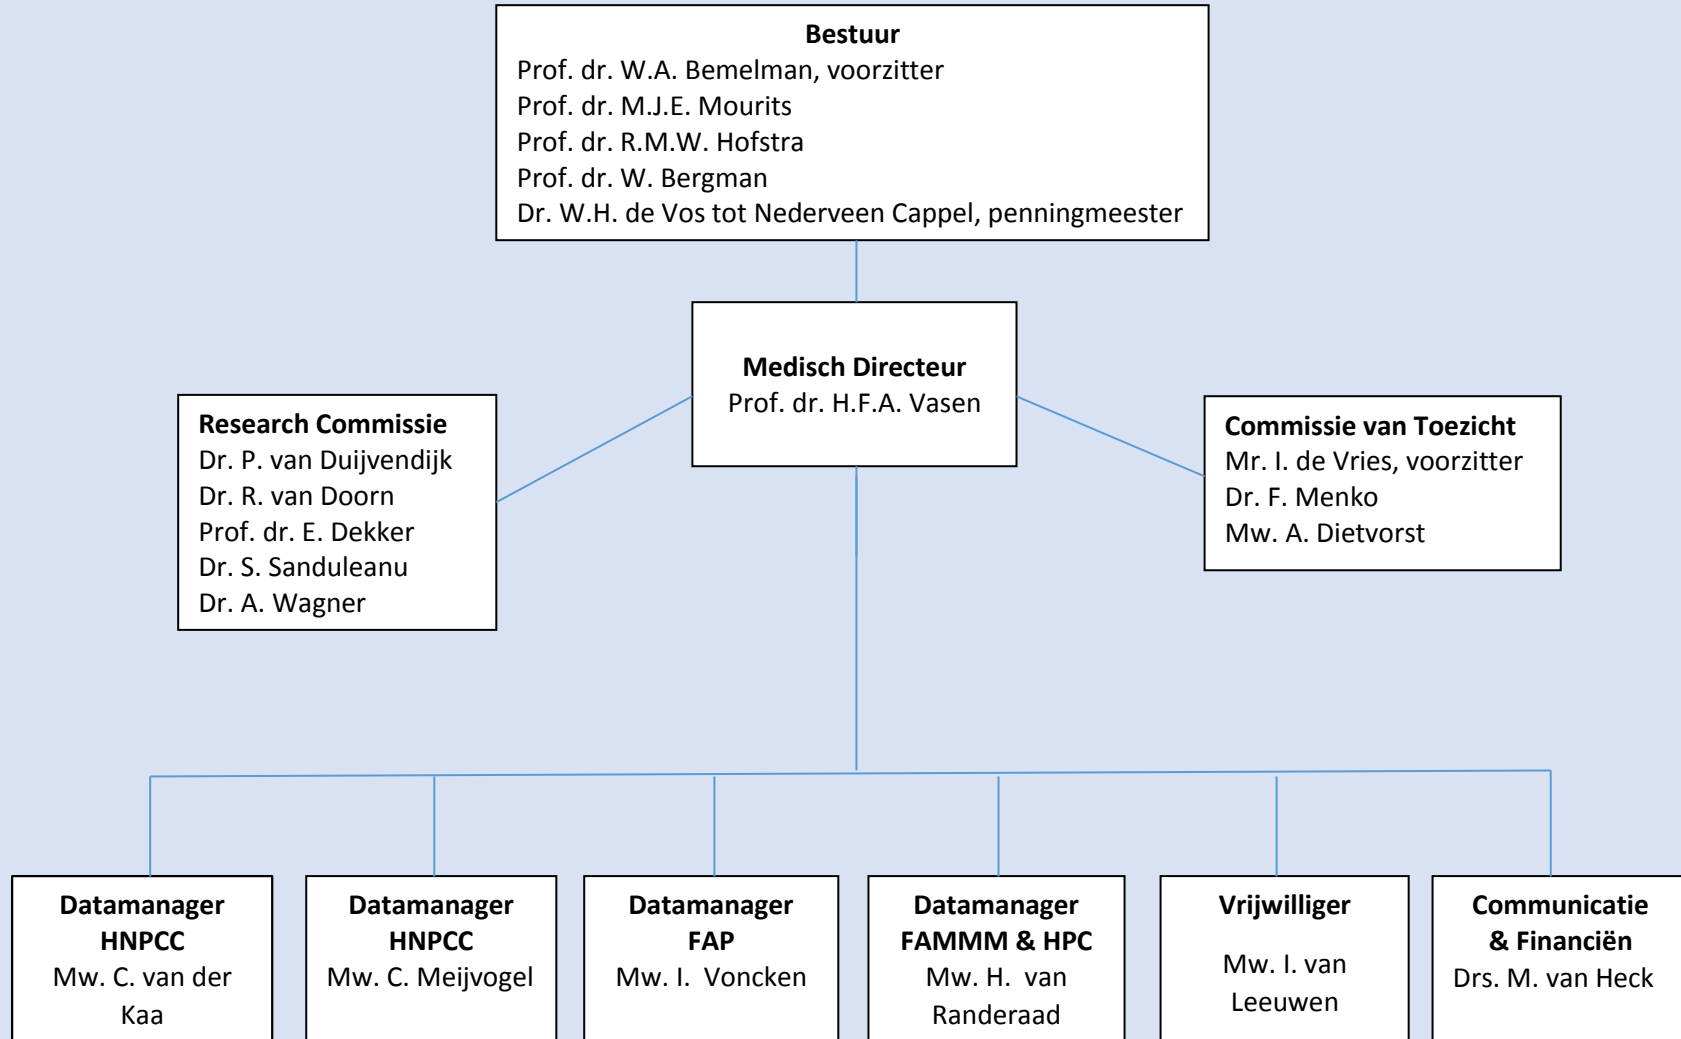 Bestuur
Prof. dr. W.A. Bemelman, voorzitter
Prof. dr. M.J.E. Mourits
Prof. dr. R.M.W. Hofstra
Prof. dr. W. Bergman
Dr. W.H. de Vos tot Nederveen Cappel, penningmeester
Medisch Directeur
Prof. dr. H.F.A. Vasen
Research Commissie
Dr. P. van Duijvendijk
Dr. R. van Doorn
Prof. dr. E. Dekker
Dr. S. Sanduleanu
Dr. A. Wagner
Commissie van Toezicht
Mr. I. de Vries, voorzitter
Dr. F. Menko
Mw. A. Dietvorst
Datamanager
HNPCC
Mw. C. van der
Kaa
Datamanager
HNPCC
Mw. C. Meijvogel
Datamanager
FAP
Mw. I. Voncken
Datamanager
FAMMM & HPC
Mw. H. van
Randeraad
Vrijwilliger
Mw. I. van
Leeuwen
Communicatie
& Financiën
Drs. M. van Heck